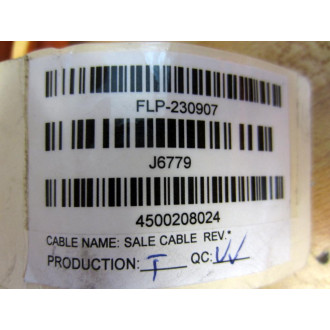 FLP-230907
J6779
4500208024
CABLE NAME: SALE CABLE REV.*
PRODUCTION: T QC: W